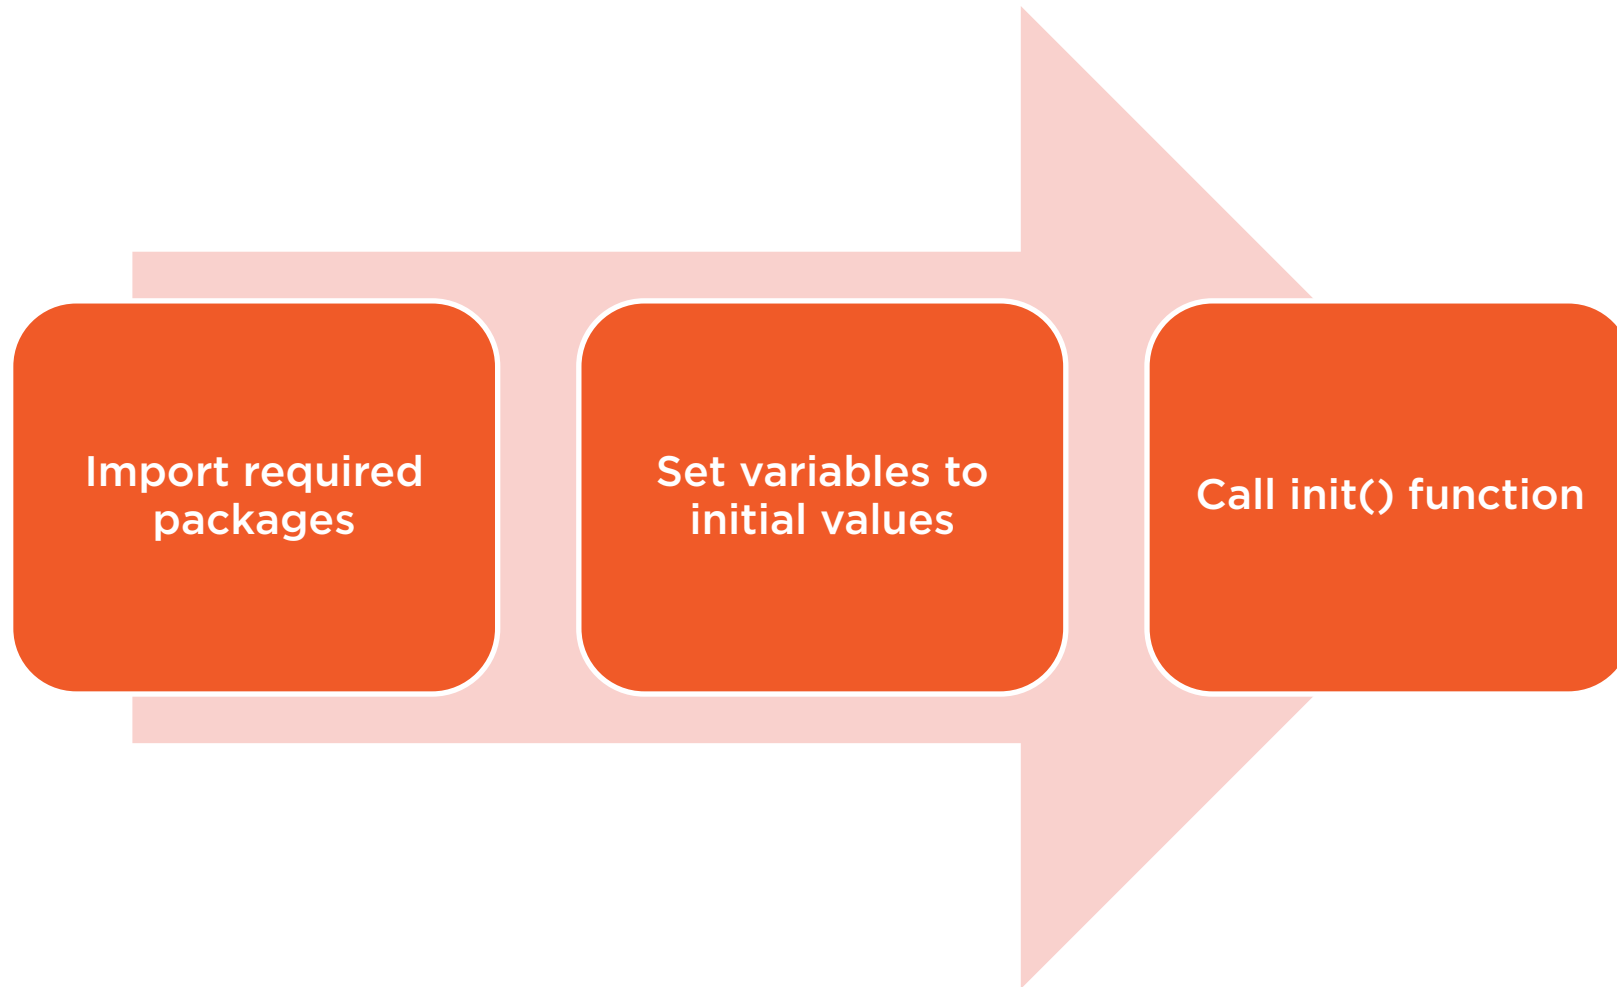 Import required
packages
Set variables to
initial values
Call init() function